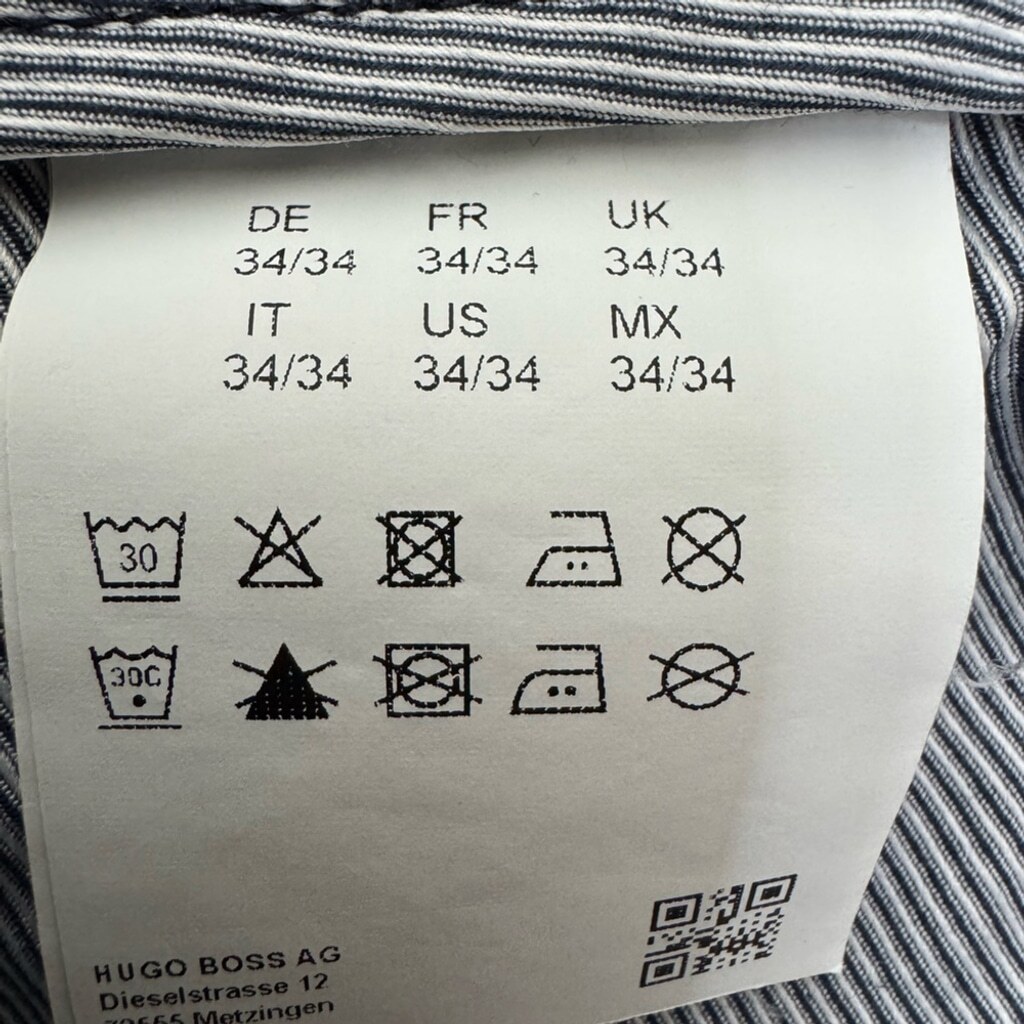 DE FR UK
34/34 34/34 34/34
IT US MX
34/34 34/34 34/34
30
30C
HUGO BOSS AG
Dieselstrasse 12
Metzingen